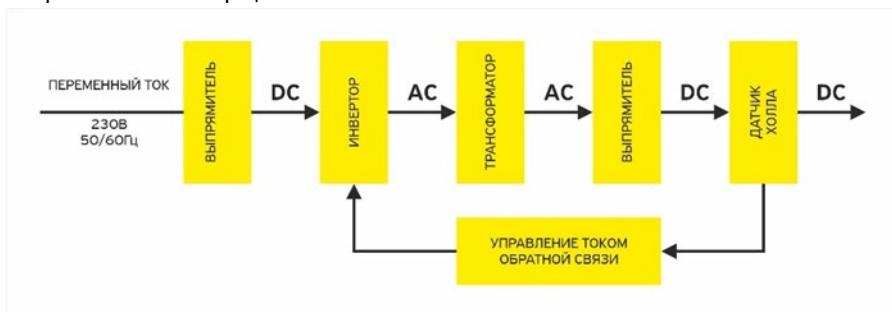 ПЕРЕМЕННЫЙ ТОК
230В
50/60Гц
ВЫПРЯМИТЕЛЬ
DC
ИНВЕРТОР
AC
ТРАНСФОРМАТОР
AC
ВЫПРЯМИТЕЛЬ
DC
ДАТЧИК
ХОЛЛА
DC
УПРАВЛЕНИЕ ТОКОМ
ОБРАТНОЙ СВЯЗИ